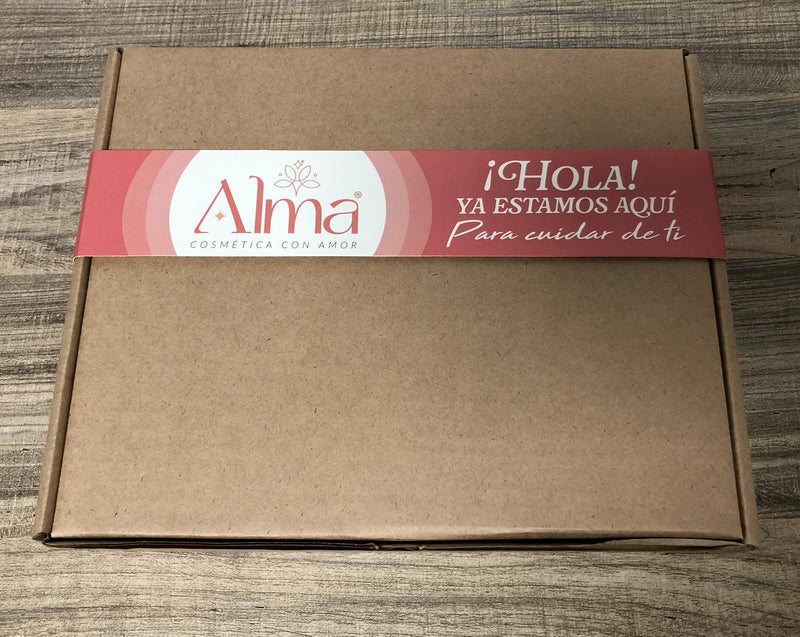 Alma®
COSMÉTICA CON AMOR
¡HOLA!
YA ESTAMOS AQUÍ
Para cuidar de ti